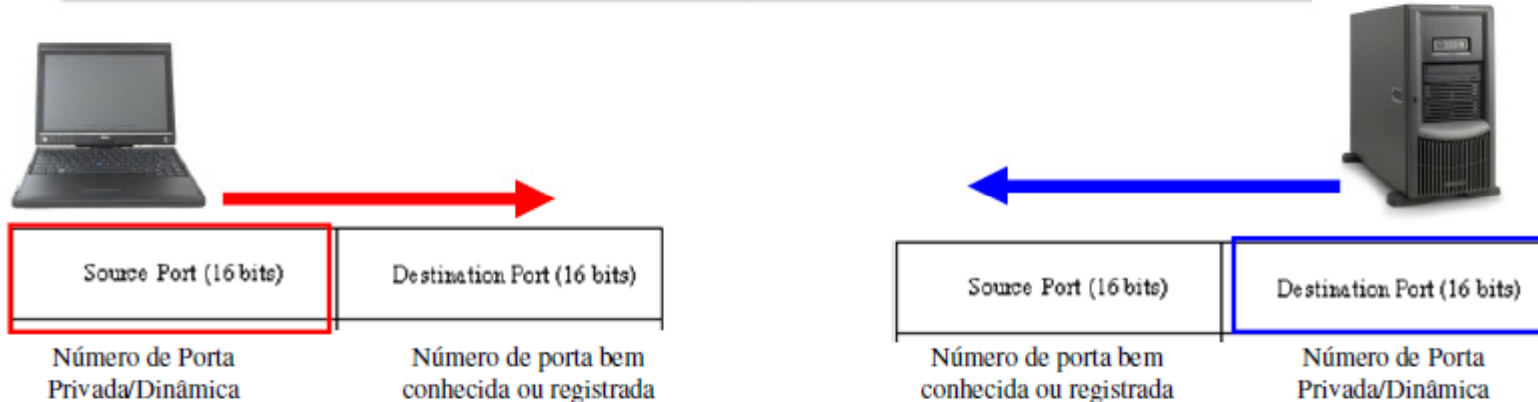 Source Port (16 bits)
Destination Port (16 bits)
Número de Porta
Privada/Dinâmica
Número de porta bem
conhecida ou registrada
Source Port (16 bits)
Destination Port (16 bits)
Número de porta bem
conhecida ou registrada
Número de Porta
Privada/Dinâmica